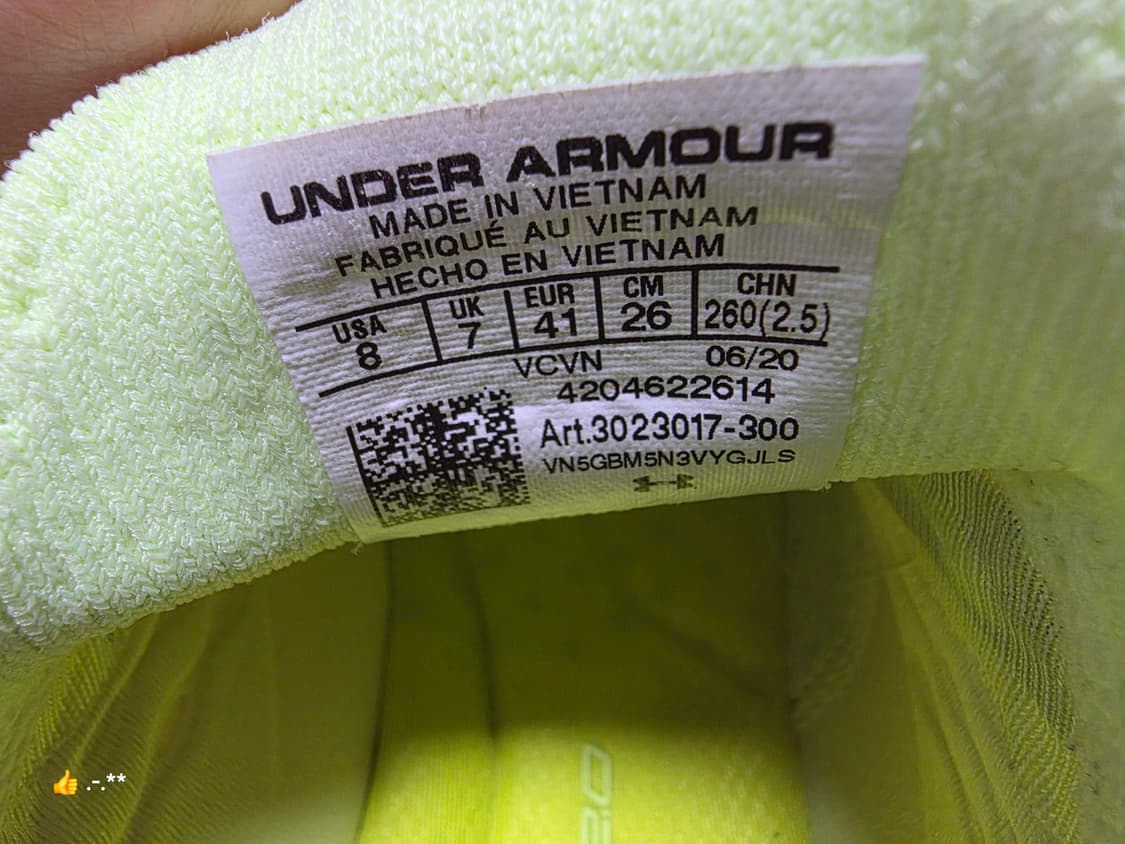 UNDER ARMOUR
MADE IN VIETNAM
FABRIQUÉ AU VIETNAM
HECHO EN VIETNAM
USA UK EUR CM CHN
8 7 41 26 260(2.5)
VCVN 06/20
4204622614
Art.3023017-300
VN5GBM5N3VYGJLS
👍 .-.**